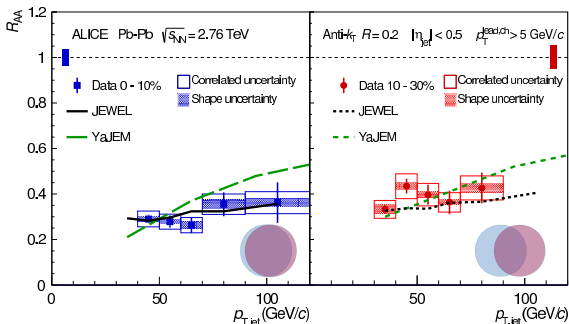 R_AA
ALICE Pb-Pb √s_NN = 2.76 TeV
Data 0 - 10%
Correlated uncertainty
Shape uncertainty
JEWEL
YaJEM
Anti-k_T R = 0.2 |η_jet| < 0.5 p_T^lead,ch > 5 GeV/c
Data 10 - 30%
Correlated uncertainty
Shape uncertainty
JEWEL
YaJEM
1.2
1
0.8
0.6
0.4
0.2
0
0 50 100
50 100
p_T,jet (GeV/c)
p_T,jet (GeV/c)